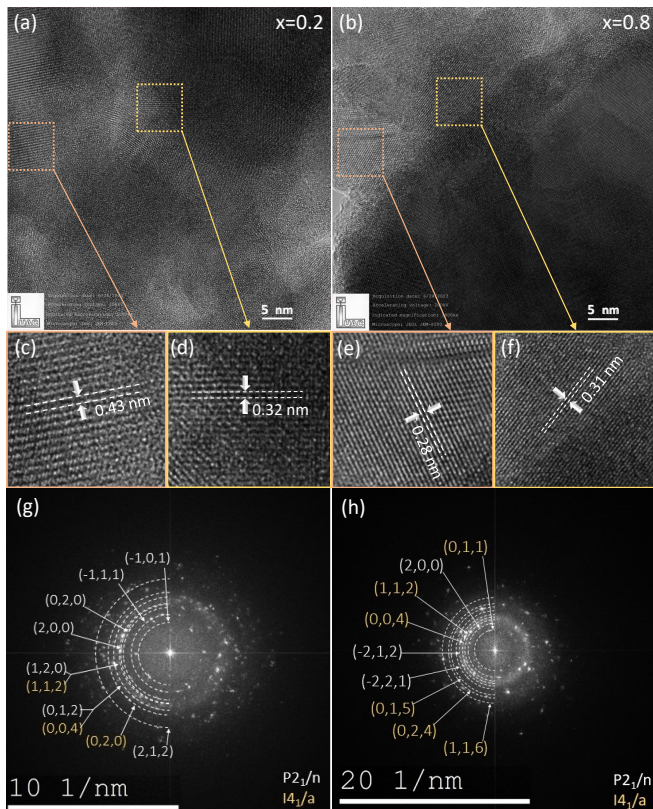 (a)
x=0.2
(b)
x=0.8
5 nm
5 nm
(c)
0.43 nm
(d)
0.32 nm
(e)
0.28 nm
(f)
0.31 nm
(g)
(-1,0,1)
(-1,1,1)
(0,2,0)
(2,0,0)
(1,2,0)
(1,1,2)
(0,1,2)
(0,0,4)
(0,2,0)
(2,1,2)
10 1/nm
P2₁/n
I4₁/a
(h)
(0,1,1)
(2,0,0)
(1,1,2)
(0,0,4)
(-2,1,2)
(-2,2,1)
(0,1,5)
(0,2,4)
(1,1,6)
20 1/nm
P2₁/n
I4₁/a